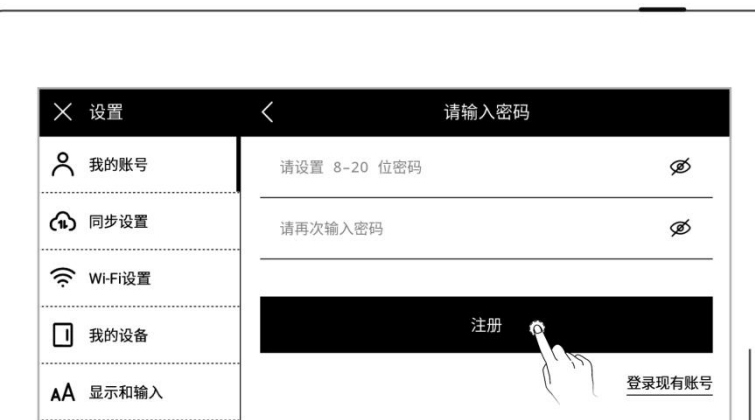 设置
我的账号
同步设置
Wi-Fi设置
我的设备
AA 显示和输入
请输入密码
请设置 8-20 位密码
请再次输入密码
注册
登录现有账号